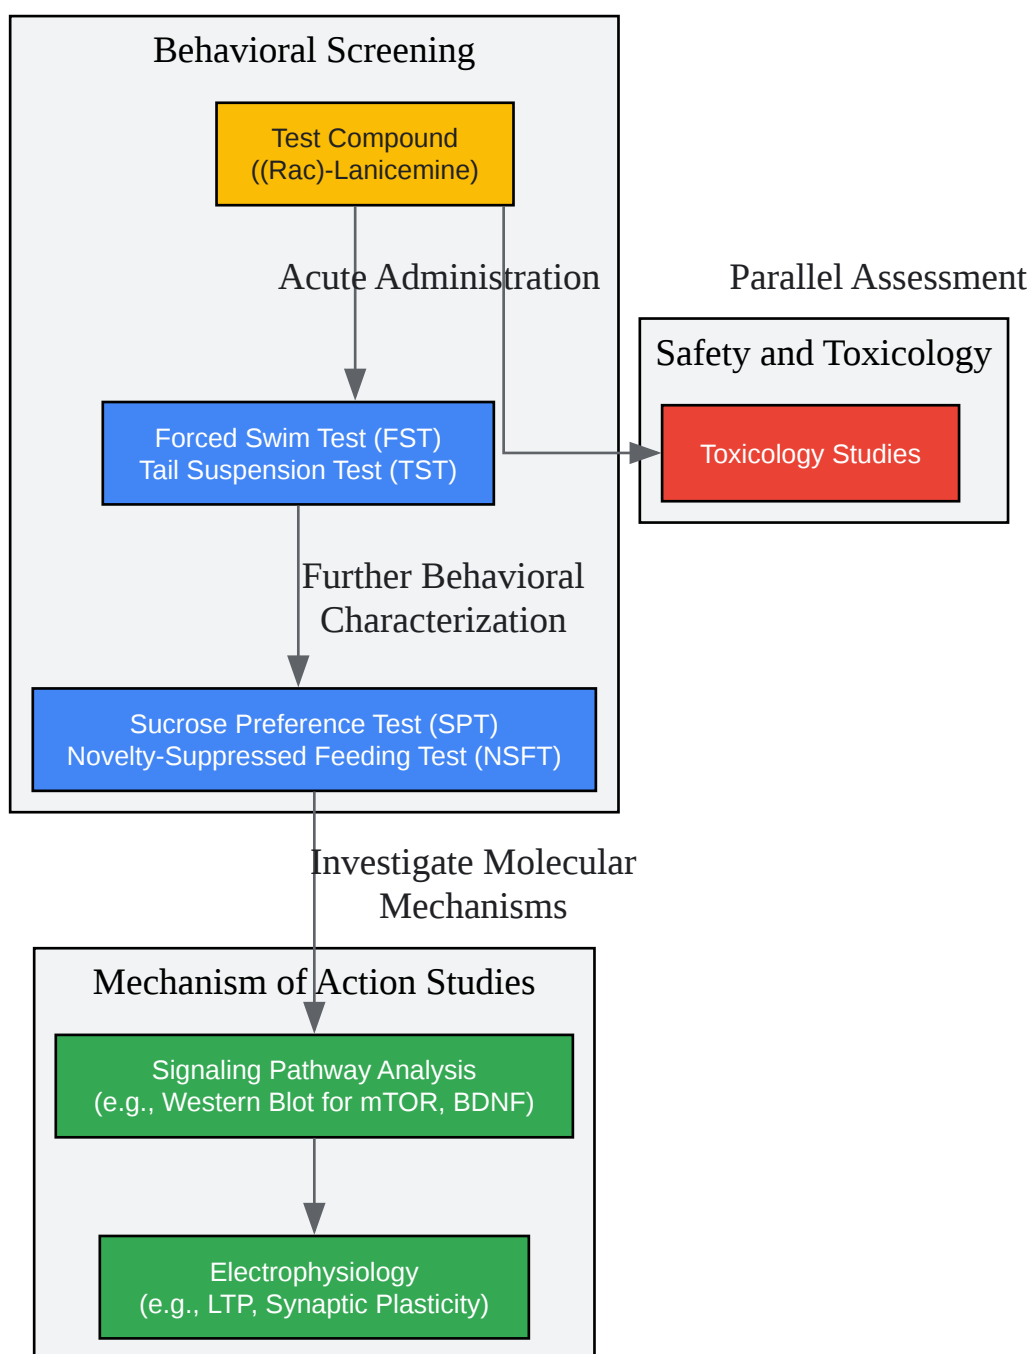 Behavioral Screening
Test Compound
((Rac)-Lanicemine)
Acute Administration
Parallel Assessment
Safety and Toxicology
Forced Swim Test (FST)
Tail Suspension Test (TST)
Toxicology Studies
Further Behavioral
Characterization
Sucrose Preference Test (SPT)
Novelty-Suppressed Feeding Test (NSFT)
Investigate Molecular
Mechanisms
Mechanism of Action Studies
Signaling Pathway Analysis
(e.g., Western Blot for mTOR, BDNF)
Electrophysiology
(e.g., LTP, Synaptic Plasticity)